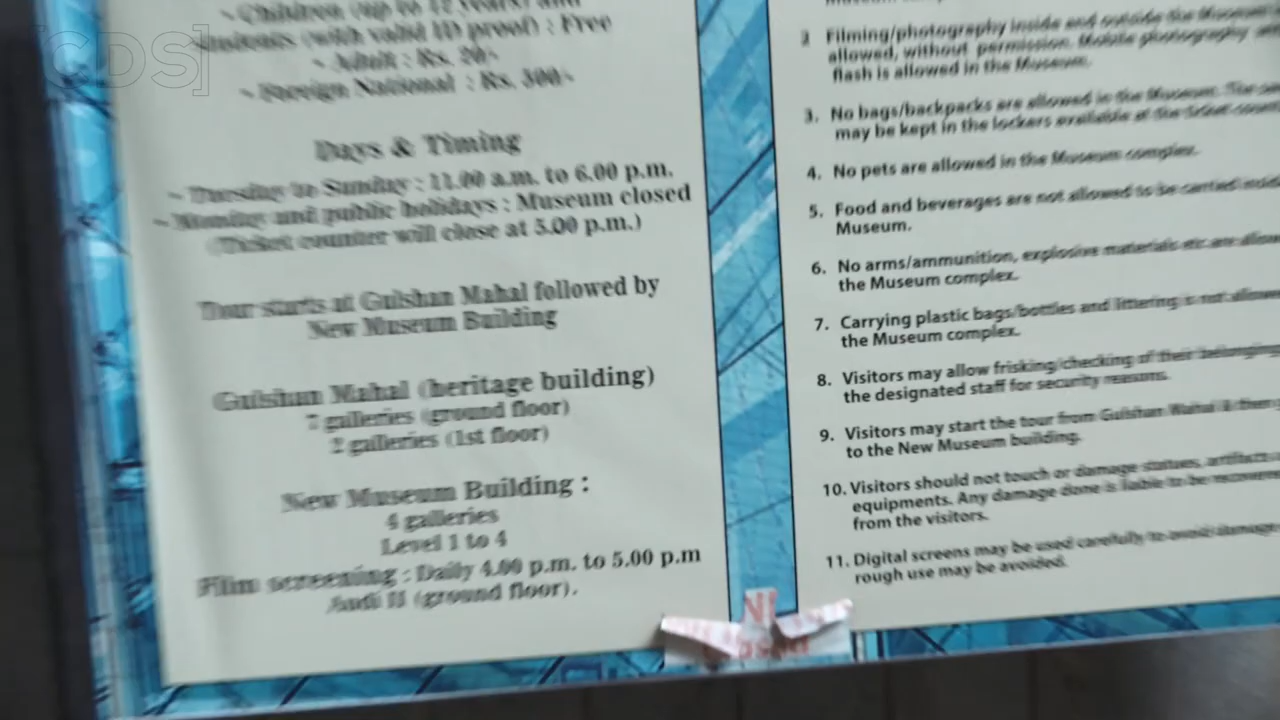 [CDS]
~ Children (up to 12 years) and
students (with valid ID proof) : Free
~ Adult : Rs. 20/-
~ Foreign National : Rs. 300/-
Days & Timing
~ Tuesday to Sunday : 11.00 a.m. to 6.00 p.m.
~ Monday and public holidays : Museum closed
(Ticket counter will close at 5.00 p.m.)
Tour starts at Gulshan Mahal followed by
New Museum Building
Gulshan Mahal (heritage building)
7 galleries (ground floor)
2 galleries (1st floor)
New Museum Building :
4 galleries
Level 1 to 4
Film screening : Daily 4.00 p.m. to 5.00 p.m
Audi II (ground floor).
2 Filming/photography inside and outside the Museum
allowed, without permission. Mobile photography
flash is allowed in the Museum.
3. No bags/backpacks are allowed in the Museum. The
may be kept in the lockers available at the ticket
4. No pets are allowed in the Museum complex.
5. Food and beverages are not allowed to be carried
Museum.
6. No arms/ammunition, explosive materials etc are
the Museum complex.
7. Carrying plastic bags/bottles and littering is not
the Museum complex.
8. Visitors may allow frisking/checking of their
the designated staff for security reasons.
9. Visitors may start the tour from Gulshan Mahal & then
to the New Museum building.
10. Visitors should not touch or damage statues, artifacts
equipments. Any damage done is liable to be
from the visitors.
11. Digital screens may be used carefully to avoid
rough use may be avoided.